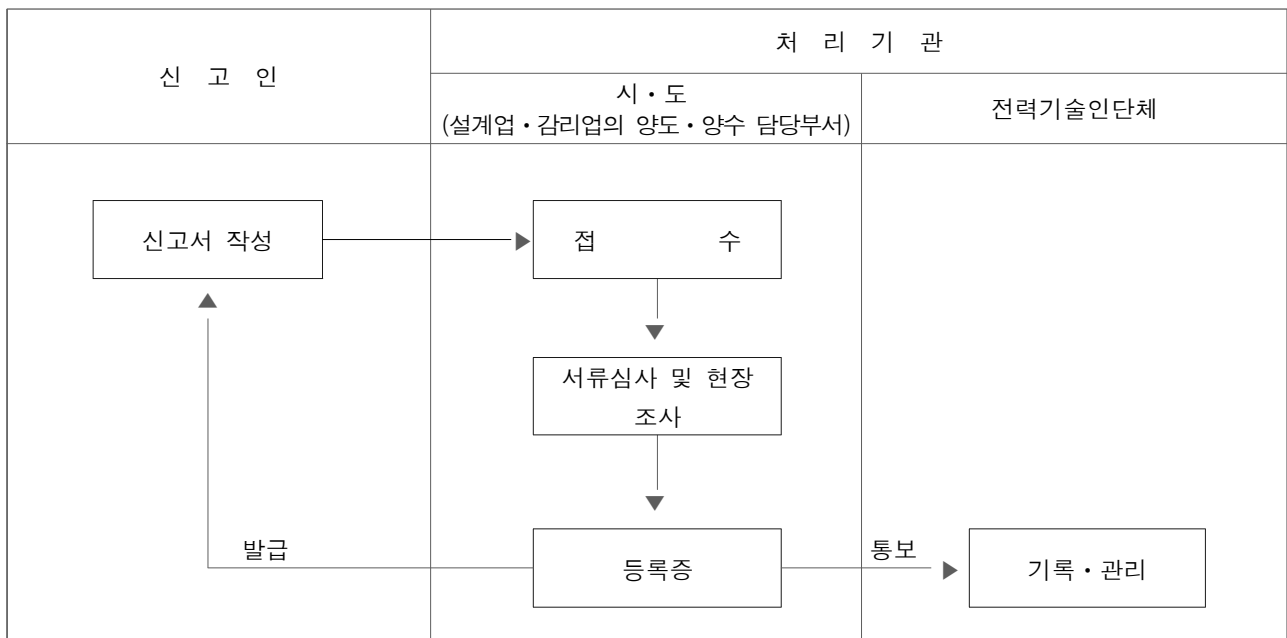 신 고 인
처 리 기 관
시・도
(설계업・감리업의 양도・양수 담당부서)
전력기술인단체
신고서 작성
접 수
서류심사 및 현장
조사
발급
등록증
통보
기록・관리